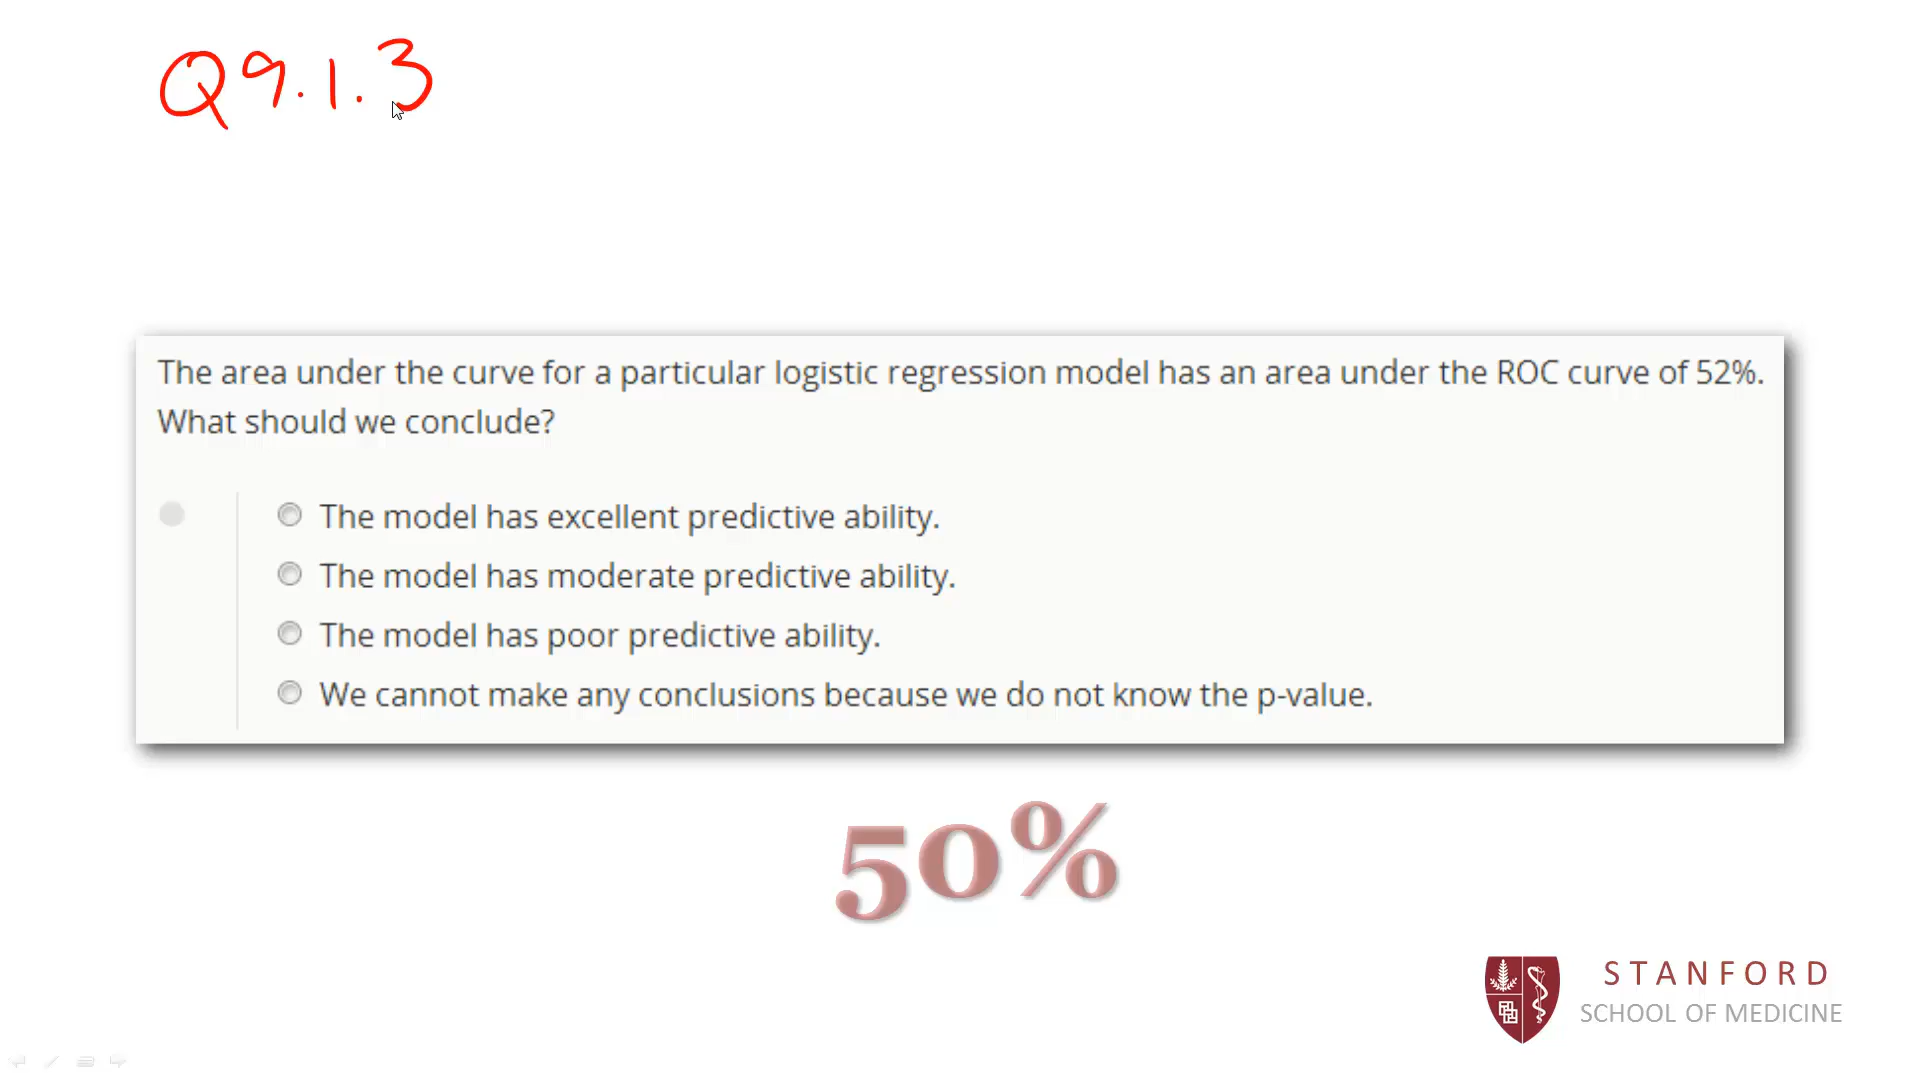 Q9.1.3
The area under the curve for a particular logistic regression model has an area under the ROC curve of 52%.
What should we conclude?
The model has excellent predictive ability.
The model has moderate predictive ability.
The model has poor predictive ability.
We cannot make any conclusions because we do not know the p-value.
50%
STANFORD
SCHOOL OF MEDICINE